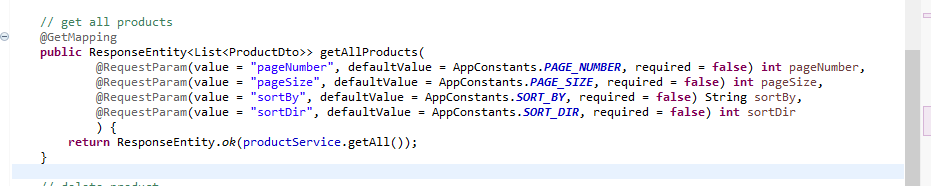 // get all products
@GetMapping
public ResponseEntity<List<ProductDto>> getAllProducts(
@RequestParam(value = "pageNumber", defaultValue = AppConstants.PAGE_NUMBER, required = false) int pageNumber,
@RequestParam(value = "pageSize", defaultValue = AppConstants.PAGE_SIZE, required = false) int pageSize,
@RequestParam(value = "sortBy", defaultValue = AppConstants.SORT_BY, required = false) String sortBy,
@RequestParam(value = "sortDir", defaultValue = AppConstants.SORT_DIR, required = false) int sortDir
) {
return ResponseEntity.ok(productService.getAll());
}
// delete product